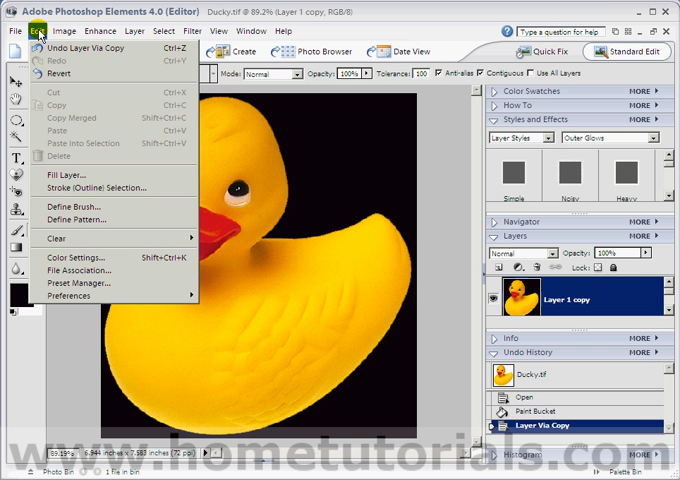 Adobe Photoshop Elements 4.0 (Editor) Ducky.tif @ 89.2% (Layer 1 copy, RGB/8)
File Edit Image Enhance Layer Select Filter View Window Help Type a question for help
Create Photo Browser Date View Quick Fix Standard Edit
Mode: Normal Opacity: 100% Tolerance: 100 Anti-alias Contiguous Use All Layers
Undo Layer Via Copy Ctrl+Z
Redo Ctrl+Y
Revert
Cut Ctrl+X
Copy Ctrl+C
Copy Merged Shift+Ctrl+C
Paste Ctrl+V
Paste Into Selection Shift+Ctrl+V
Delete
Fill Layer...
Stroke (Outline) Selection...
Define Brush...
Define Pattern...
Clear
Color Settings... Shift+Ctrl+K
File Association...
Preset Manager...
Preferences
Color Swatches MORE
How To MORE
Styles and Effects MORE
Layer Styles Outer Glows
Simple Noisy Heavy
Navigator MORE
Layers MORE
Normal Opacity: 100%
Lock:
Layer 1 copy
Info MORE
Undo History MORE
Ducky.tif
Open
Paint Bucket
Layer Via Copy
Histogram MORE
89.19% 6.944 inches x 7.583 inches (72 ppi)
www.hometutorials.com
Photo Bin 1 file in bin Palette Bin